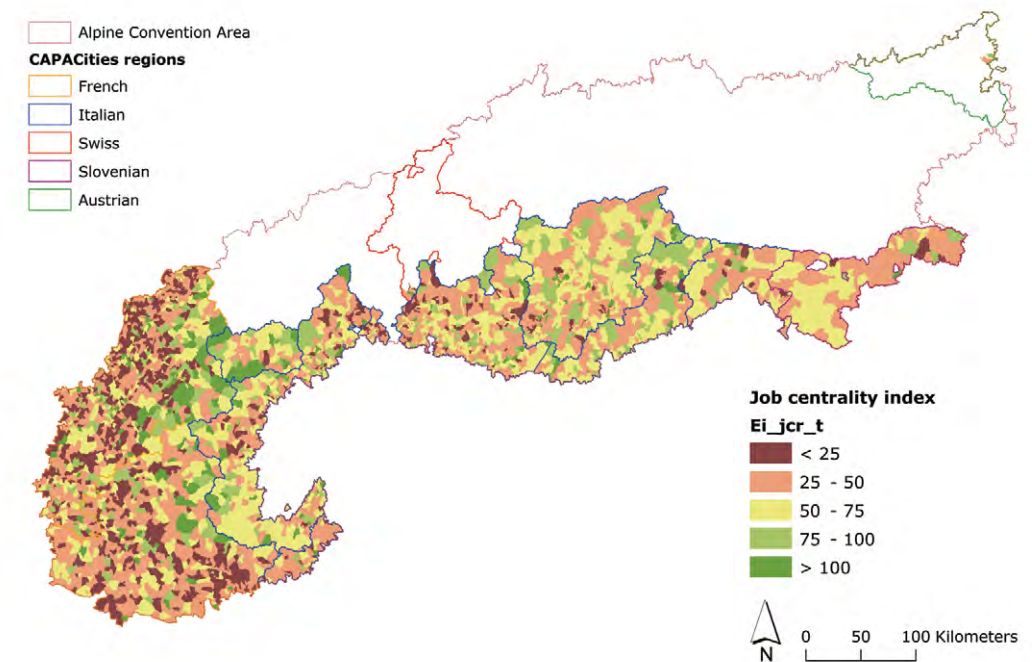 Alpine Convention Area
CAPACities regions
French
Italian
Swiss
Slovenian
Austrian
Job centrality index
Ei_jcr_t
< 25
25 - 50
50 - 75
75 - 100
> 100
N
0 50 100 Kilometers